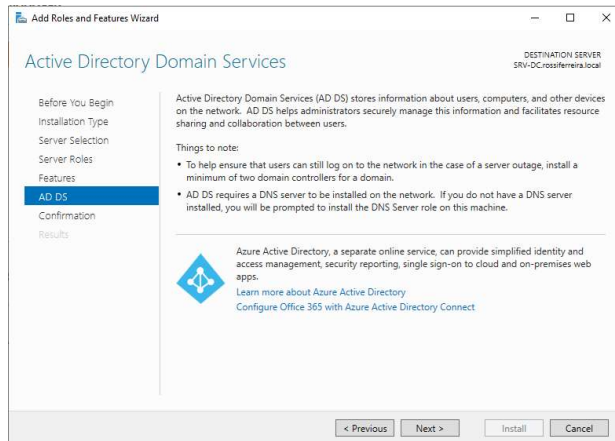 Add Roles and Features Wizard
Active Directory Domain Services
DESTINATION SERVER
SRV-DC.rossiferreira.local
Before You Begin
Installation Type
Server Selection
Server Roles
Features
AD DS
Confirmation
Results
Active Directory Domain Services (AD DS) stores information about users, computers, and other devices
on the network. AD DS helps administrators securely manage this information and facilitates resource
sharing and collaboration between users.
Things to note:
• To help ensure that users can still log on to the network in the case of a server outage, install a
minimum of two domain controllers for a domain.
• AD DS requires a DNS server to be installed on the network. If you do not have a DNS server
installed, you will be prompted to install the DNS Server role on this machine.
Azure Active Directory, a separate online service, can provide simplified identity and
access management, security reporting, single sign-on to cloud and on-premises web
apps.
Learn more about Azure Active Directory
Configure Office 365 with Azure Active Directory Connect
< Previous
Next >
Install
Cancel